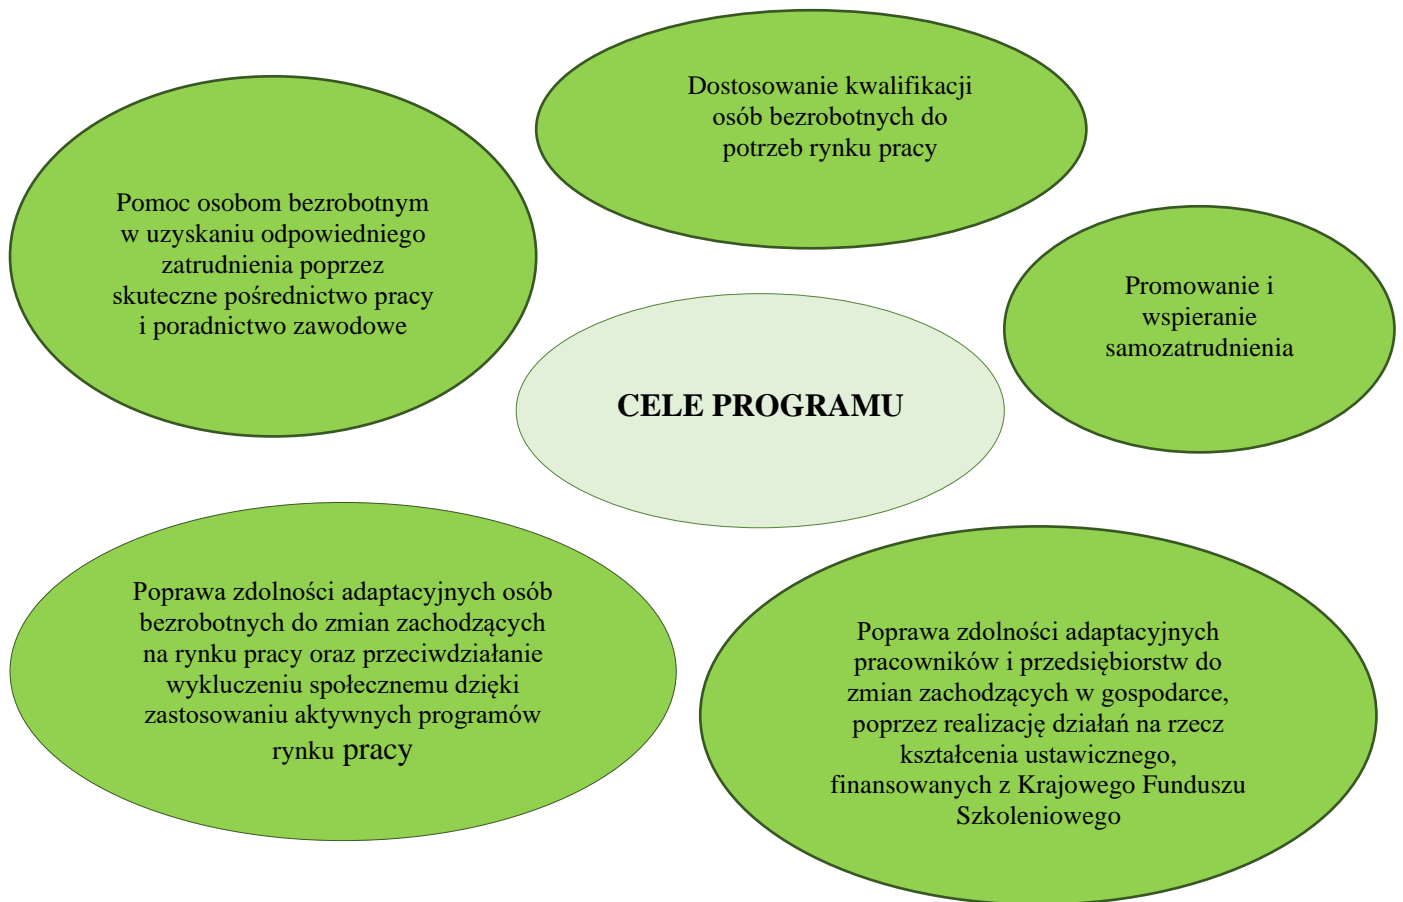 Dostosowanie kwalifikacji
osób bezrobotnych do
potrzeb rynku pracy
Pomoc osobom bezrobotnym
w uzyskaniu odpowiedniego
zatrudnienia poprzez
skuteczne pośrednictwo pracy
i poradnictwo zawodowe
Promowanie i
wspieranie
samozatrudnienia
CELE PROGRAMU
Poprawa zdolności adaptacyjnych osób
bezrobotnych do zmian zachodzących
na rynku pracy oraz przeciwdziałanie
wykluczeniu społecznemu dzięki
zastosowaniu aktywnych programów
rynku pracy
Poprawa zdolności adaptacyjnych
pracowników i przedsiębiorstw do
zmian zachodzących w gospodarce,
poprzez realizację działań na rzecz
kształcenia ustawicznego,
finansowanych z Krajowego Funduszu
Szkoleniowego